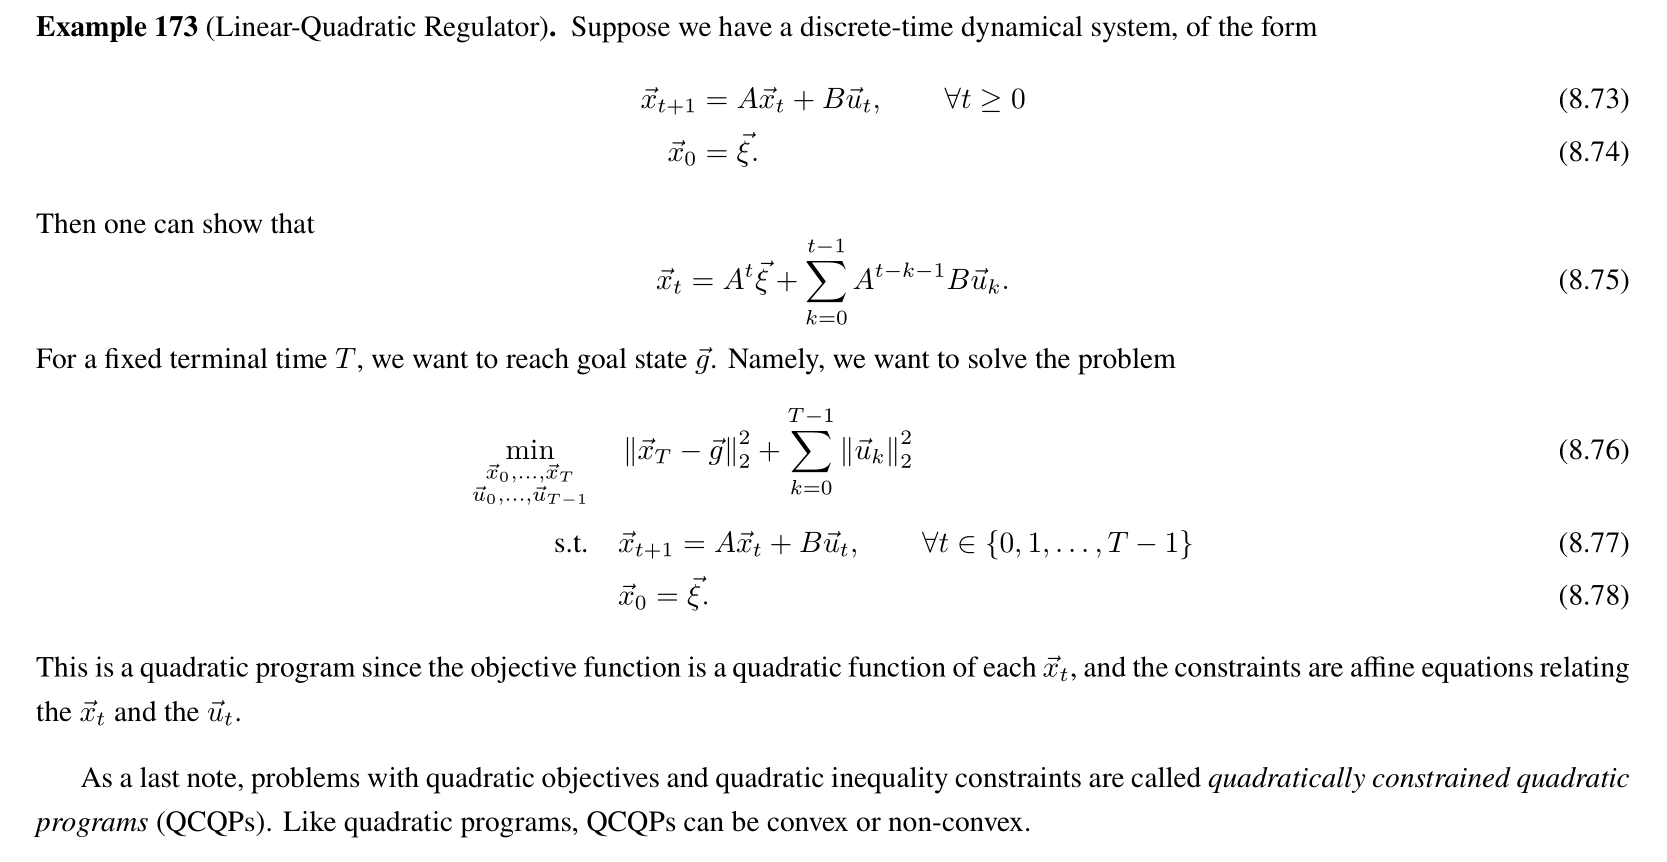 Example 173 (Linear-Quadratic Regulator). Suppose we have a discrete-time dynamical system, of the form
$\vec{x}_{t+1} = A\vec{x}_t + B\vec{u}_t, \qquad \forall t \geq 0$ (8.73)
$\vec{x}_0 = \vec{\xi}.$ (8.74)
Then one can show that
$\vec{x}_t = A^t\vec{\xi} + \sum_{k=0}^{t-1} A^{t-k-1}B\vec{u}_k.$ (8.75)
For a fixed terminal time $T$, we want to reach goal state $\vec{g}$. Namely, we want to solve the problem
$\min_{\substack{\vec{x}_0,\ldots,\vec{x}_T \\ \vec{u}_0,\ldots,\vec{u}_{T-1}}} \quad \|\vec{x}_T - \vec{g}\|_2^2 + \sum_{k=0}^{T-1} \|\vec{u}_k\|_2^2$ (8.76)
s.t. $\vec{x}_{t+1} = A\vec{x}_t + B\vec{u}_t, \qquad \forall t \in \{0, 1, \ldots, T-1\}$ (8.77)
$\vec{x}_0 = \vec{\xi}.$ (8.78)
This is a quadratic program since the objective function is a quadratic function of each $\vec{x}_t$, and the constraints are affine equations relating
the $\vec{x}_t$ and the $\vec{u}_t$.
As a last note, problems with quadratic objectives and quadratic inequality constraints are called quadratically constrained quadratic
programs (QCQPs). Like quadratic programs, QCQPs can be convex or non-convex.